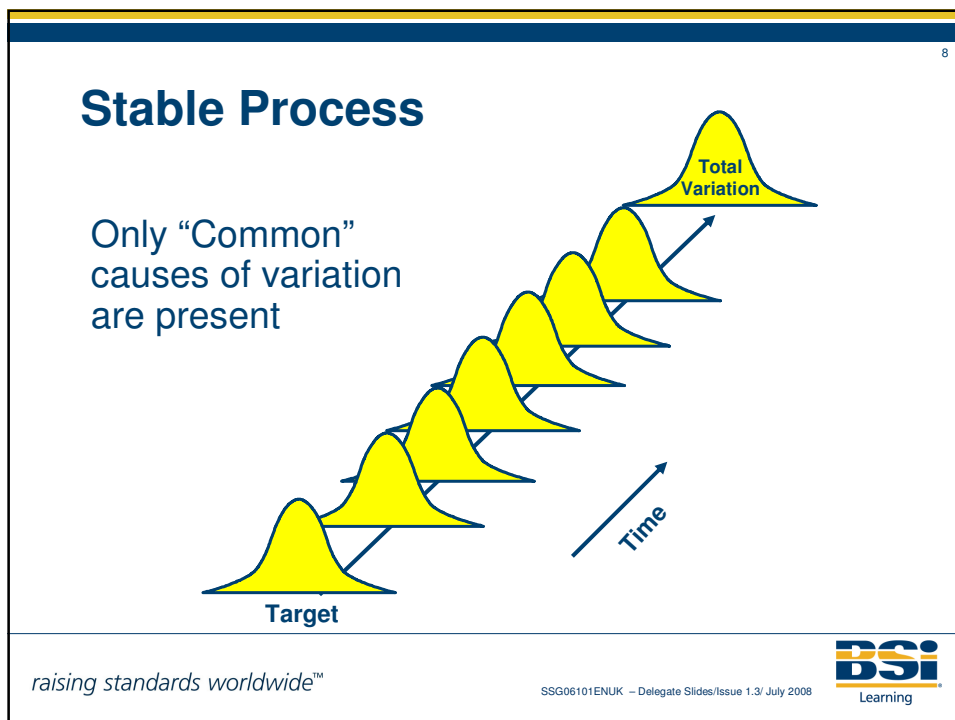 8
Stable Process
Total
Variation
Only “Common”
causes of variation
are present
Time
Target
raising standards worldwide™
SSG06101ENUK – Delegate Slides/Issue 1.3/ July 2008
BSi
Learning